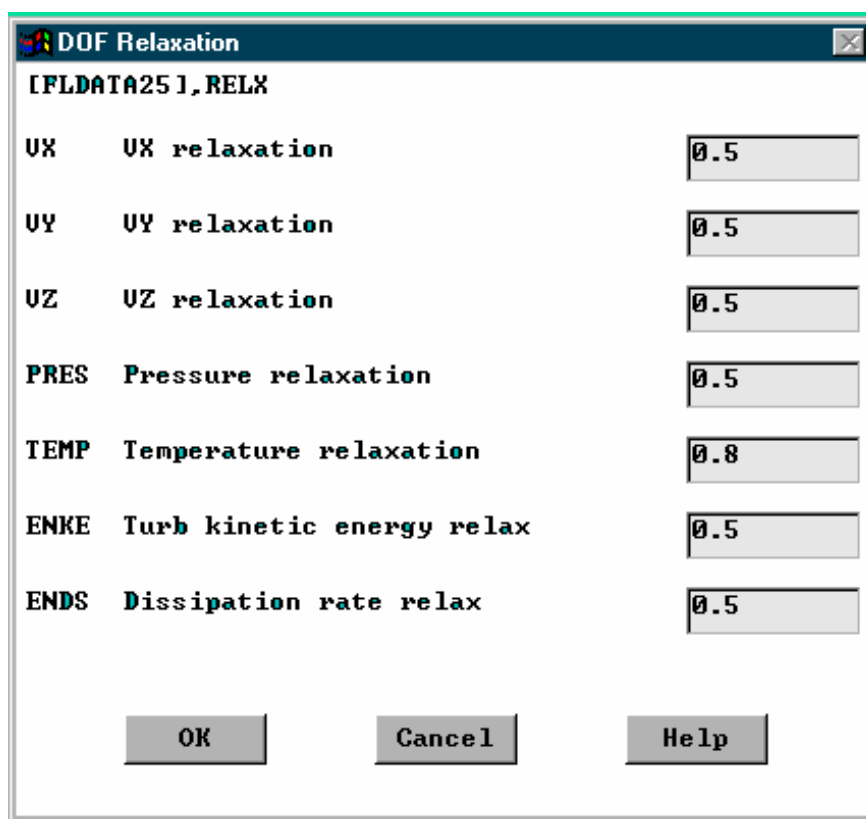 DOF Relaxation
[FLDATA25],RELX
VX VX relaxation 0.5
VY VY relaxation 0.5
VZ VZ relaxation 0.5
PRES Pressure relaxation 0.5
TEMP Temperature relaxation 0.8
ENKE Turb kinetic energy relax 0.5
ENDS Dissipation rate relax 0.5
OK Cancel Help